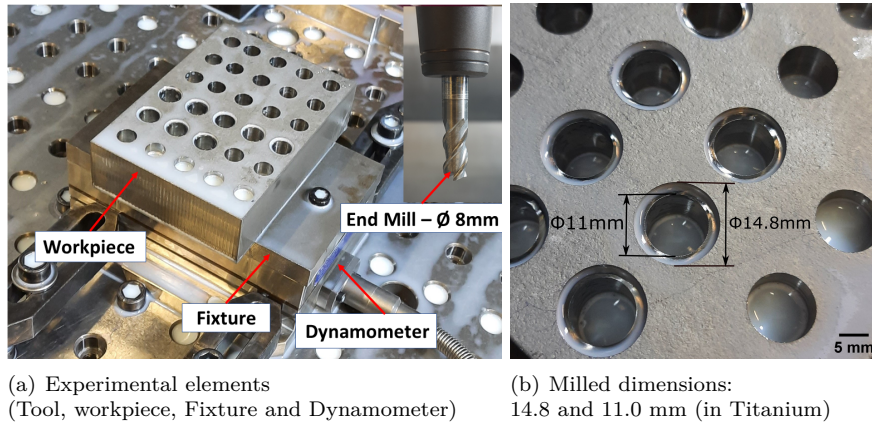 End Mill – Ø 8mm
Workpiece
Fixture
Dynamometer
Φ11mm
Φ14.8mm
5 mm
(a) Experimental elements
(Tool, workpiece, Fixture and Dynamometer)
(b) Milled dimensions:
14.8 and 11.0 mm (in Titanium)